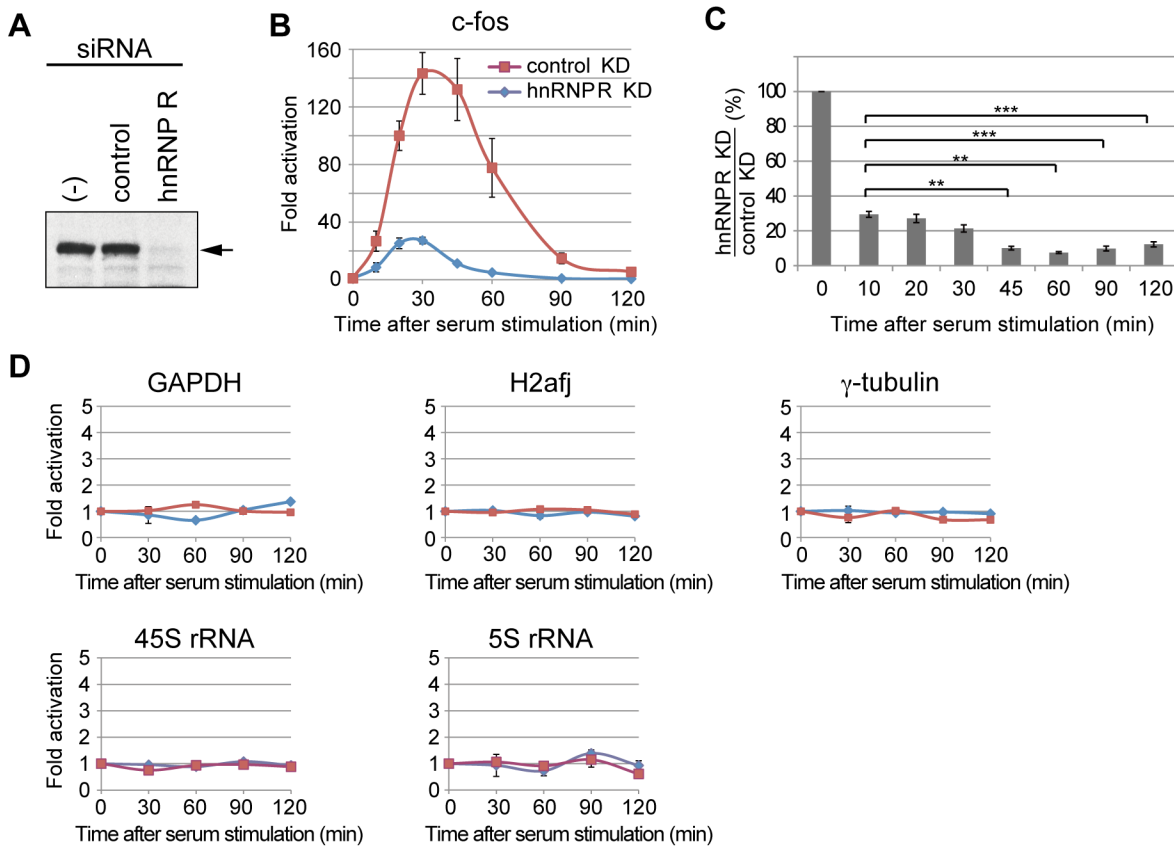 A
siRNA
(-)
control
hnRNP R
B
c-fos
Fold activation
160
120
80
40
0
control KD
hnRNPR KD
0 30 60 90 120
Time after serum stimulation (min)
C
hnRNPR KD
control KD
(%)
100
80
60
40
20
0
***
***
**
**
0 10 20 30 45 60 90 120
Time after serum stimulation (min)
D
GAPDH
Fold activation
5
4
3
2
1
0
0 30 60 90 120
Time after serum stimulation (min)
H2afj
5
4
3
2
1
0
0 30 60 90 120
Time after serum stimulation (min)
γ-tubulin
5
4
3
2
1
0
0 30 60 90 120
Time after serum stimulation (min)
45S rRNA
Fold activation
5
4
3
2
1
0
0 30 60 90 120
Time after serum stimulation (min)
5S rRNA
5
4
3
2
1
0
0 30 60 90 120
Time after serum stimulation (min)